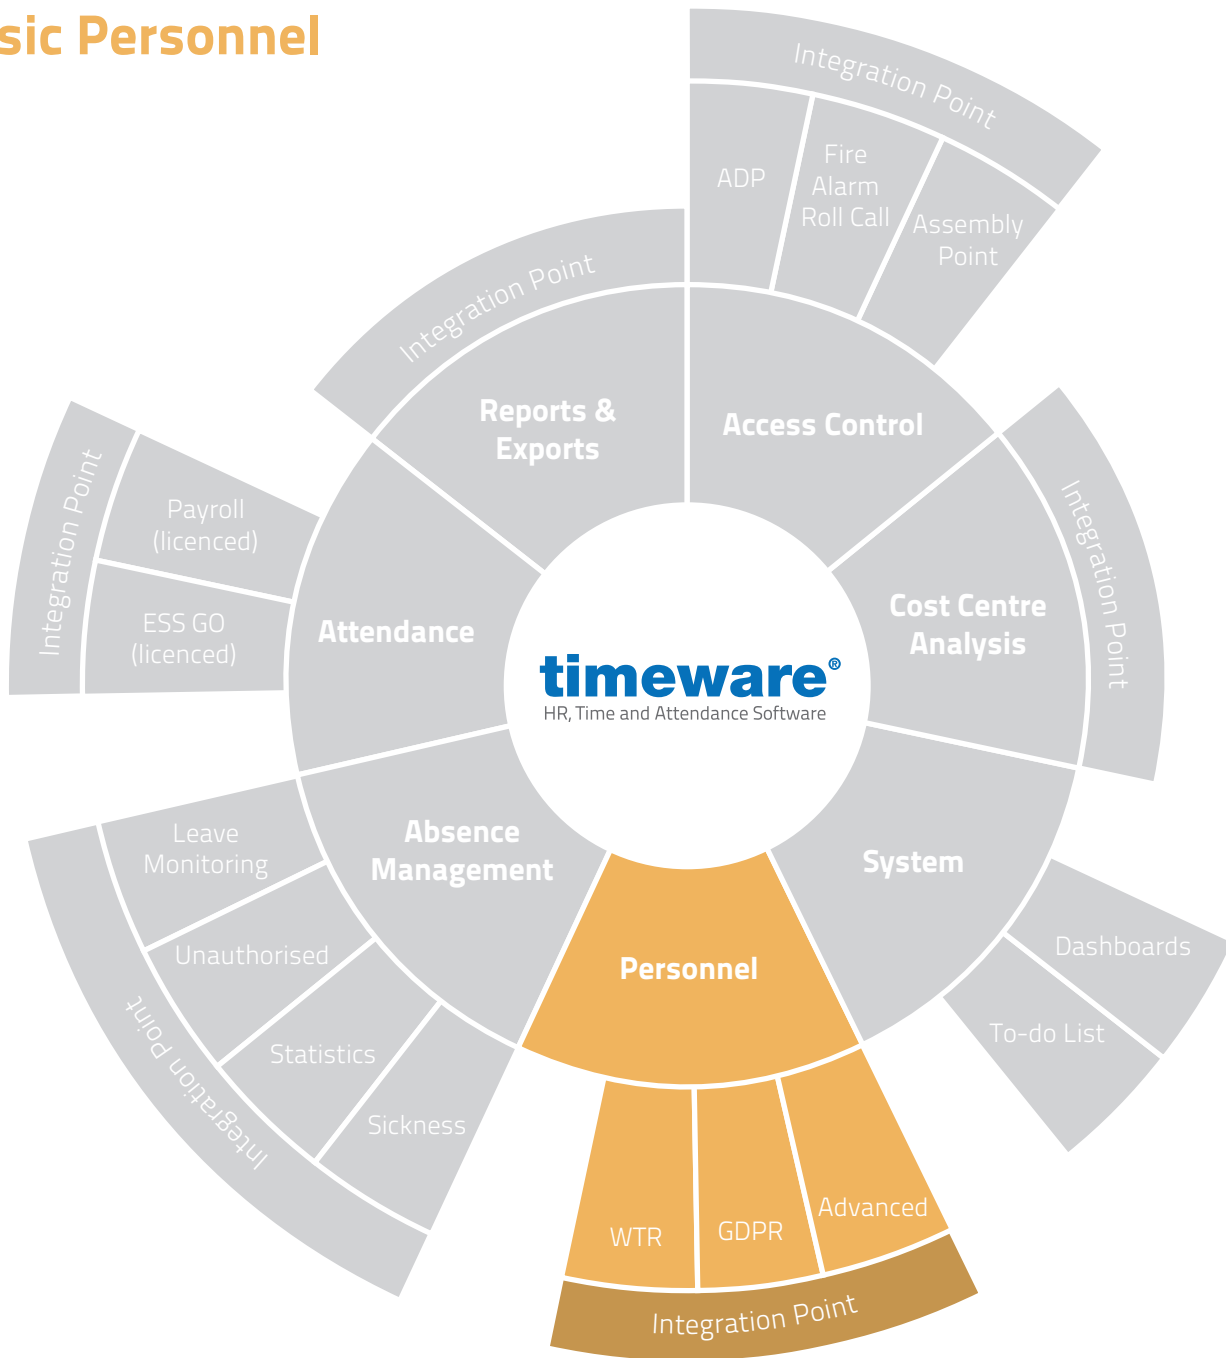 sic Personnel
Integration Point
ADP
Fire
Alarm
Roll Call
Assembly
Point
Integration Point
Reports &
Exports
Access Control
Integration Point
Payroll
(licenced)
ESS GO
(licenced)
Integration Point
Attendance
Cost Centre
Analysis
timeware®
HR, Time and Attendance Software
Absence
Management
System
Leave
Monitoring
Unauthorised
Statistics
Sickness
Integration Point
Personnel
Dashboards
To-do List
WTR
GDPR
Advanced
Integration Point